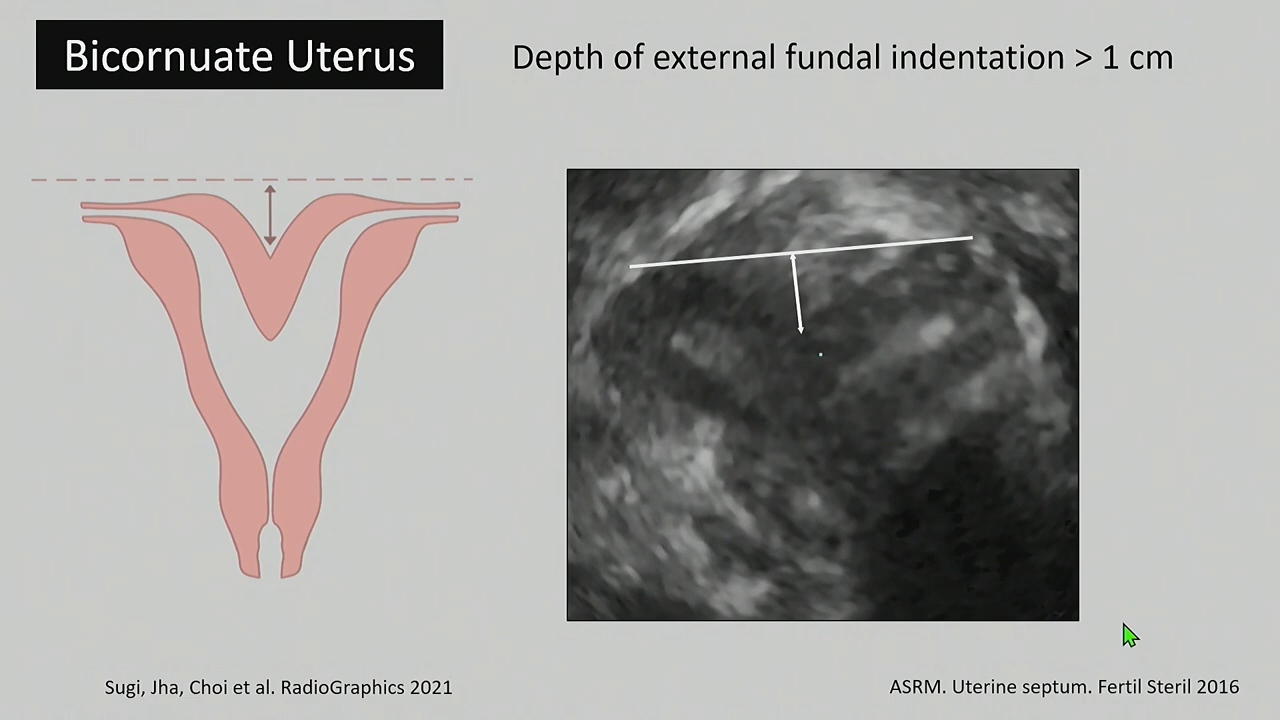 Bicornuate Uterus
Depth of external fundal indentation > 1 cm
Sugi, Jha, Choi et al. RadioGraphics 2021
ASRM. Uterine septum. Fertil Steril 2016